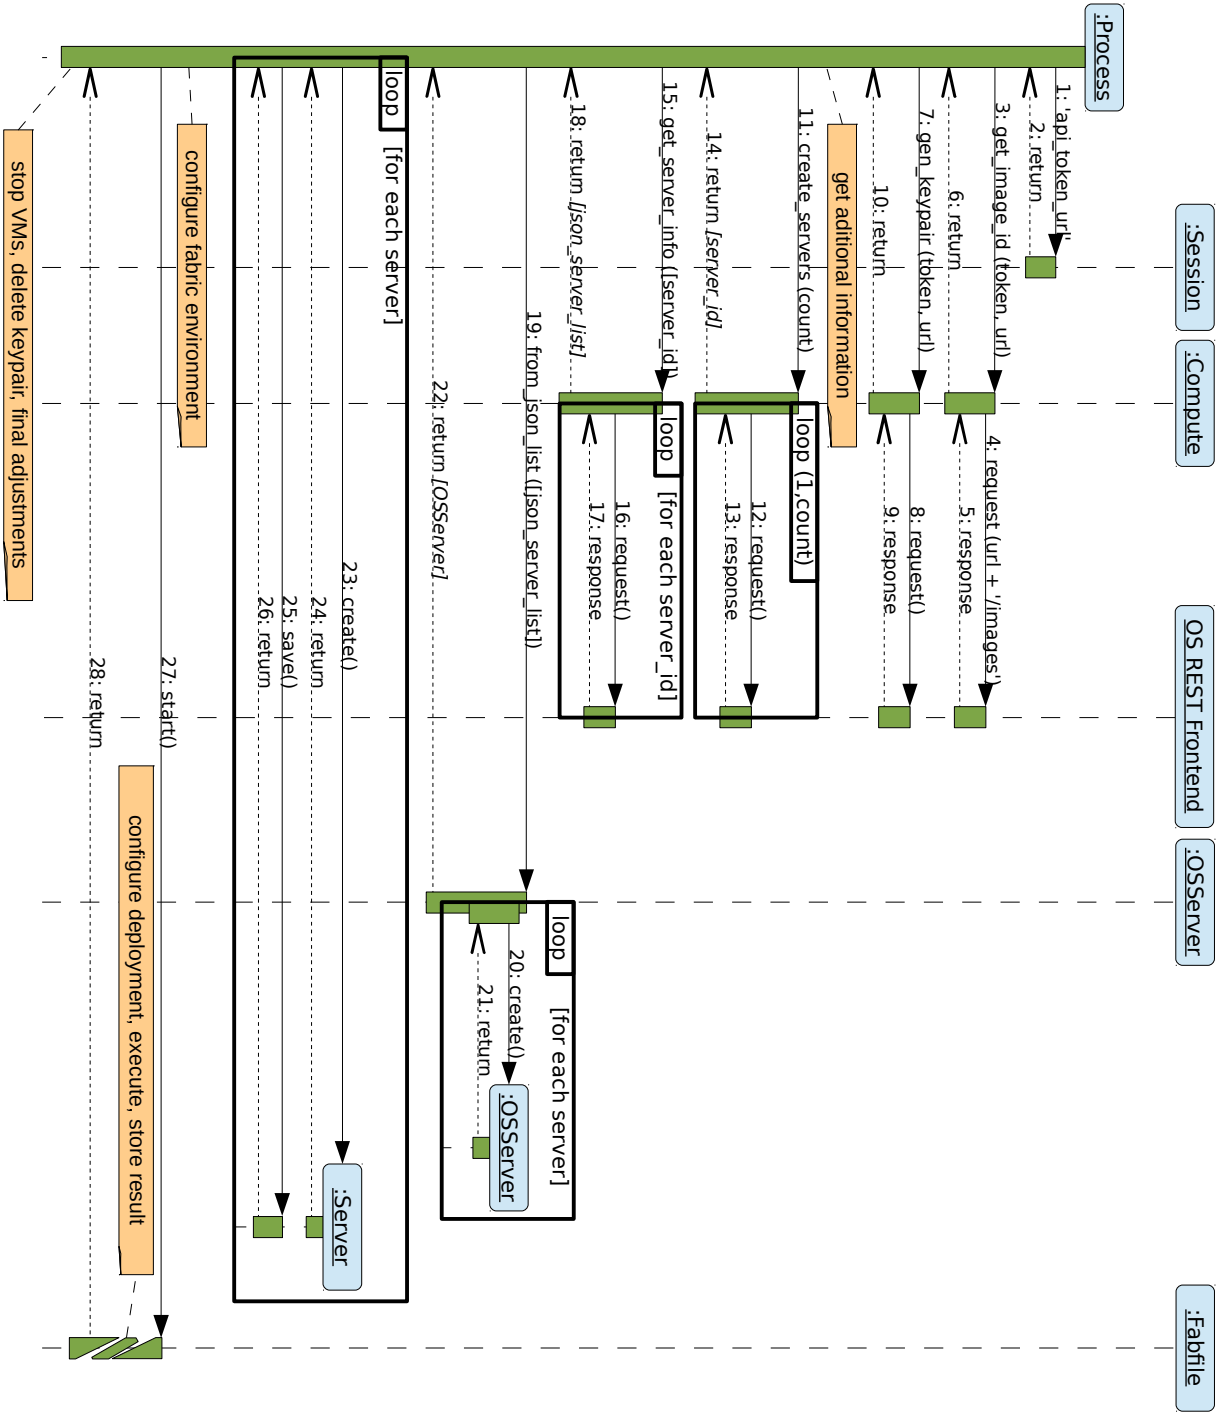 :Process
:Session
:Compute
OS REST Frontend
:OSServer
:Fabfile
1: 'api_token_url'
2: return
3: get_image_id (token, url)
4: request (url + '/images')
5: response
6: return
7: gen_keypair (token, url)
8: request()
9: response
10: return
get aditional information
11: create_servers (count)
loop (1,count)
12: request()
13: response
14: return [server_id]
15: get_server_info ([server_id])
loop
[for each server_id]
16: request()
17: response
18: return [json_server_list]
19: from_json_list ([json_server_list])
loop
[for each server]
20: create()
:OSServer
21: return
22: return [OSServer]
loop
[for each server]
23: create()
:Server
24: return
25: save()
26: return
configure fabric environment
27: start()
configure deployment, execute, store result
28: return
stop VMs, delete keypair, final adjustments